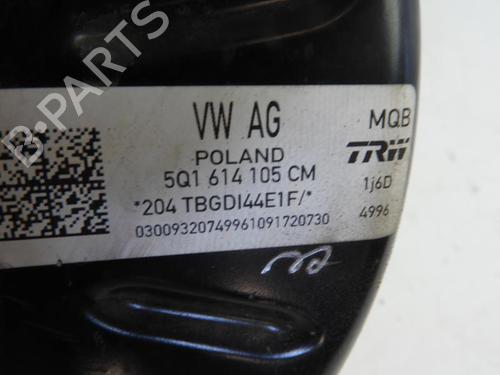 VW AG
MQB
POLAND
TRW
5Q1 614 105 CM
1j6D
*204 TBGDI44E1F/*
4996
03009320749961091720730
B-PARTS